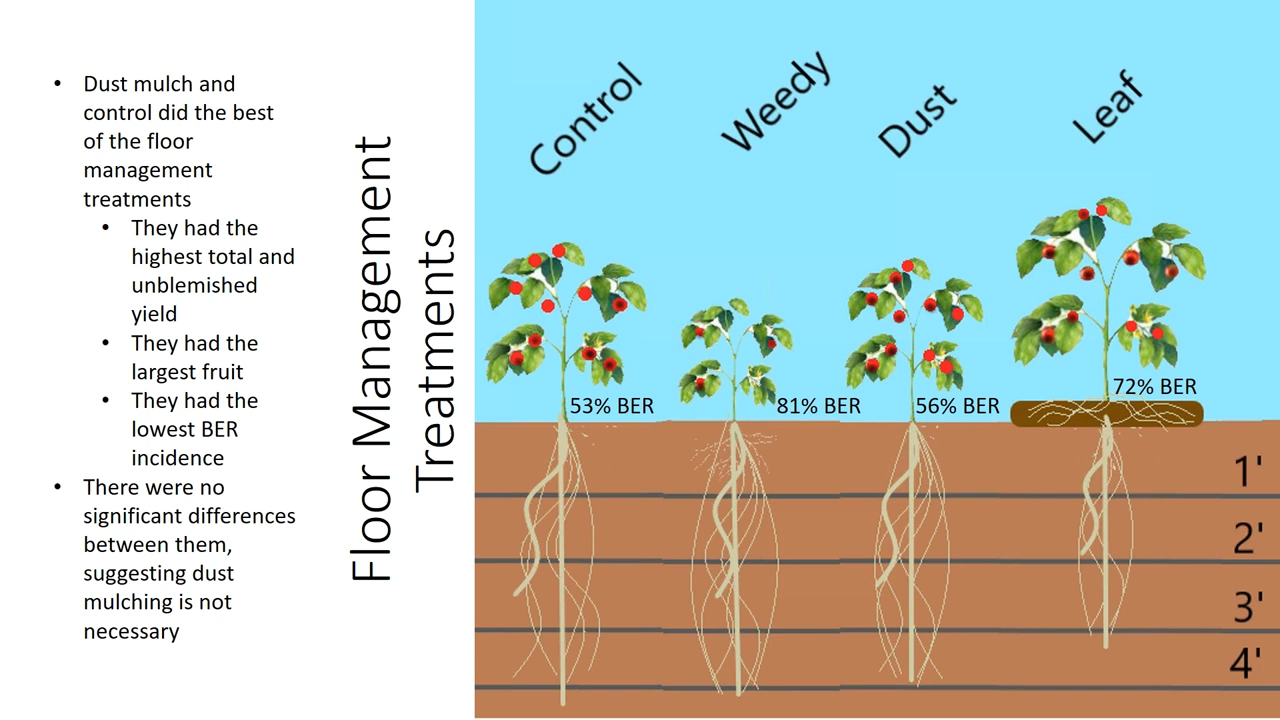 • Dust mulch and
control did the best
of the floor
management
treatments
• They had the
highest total and
unblemished
yield
• They had the
largest fruit
• They had the
lowest BER
incidence
• There were no
significant differences
between them,
suggesting dust
mulching is not
necessary
Floor Management
Treatments
Control
Weedy
Dust
Leaf
53% BER
81% BER
56% BER
72% BER
1'
2'
3'
4'